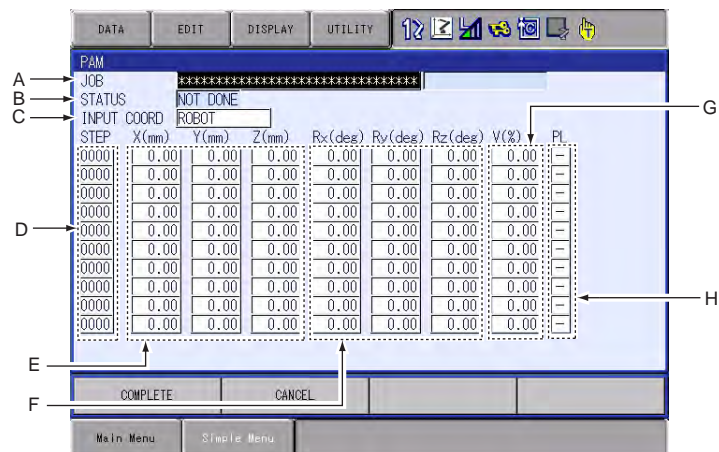 DATA EDIT DISPLAY UTILITY
PAM
A JOB ******************************** 
B STATUS NOT DONE
C INPUT COORD ROBOT
G
STEP X(mm) Y(mm) Z(mm) Rx(deg) Ry(deg) Rz(deg) V(%) PL
0000 0.00 0.00 0.00 0.00 0.00 0.00 0.00 –
0000 0.00 0.00 0.00 0.00 0.00 0.00 0.00 –
0000 0.00 0.00 0.00 0.00 0.00 0.00 0.00 –
0000 0.00 0.00 0.00 0.00 0.00 0.00 0.00 –
D 0000 0.00 0.00 0.00 0.00 0.00 0.00 0.00 –
0000 0.00 0.00 0.00 0.00 0.00 0.00 0.00 –
0000 0.00 0.00 0.00 0.00 0.00 0.00 0.00 –
0000 0.00 0.00 0.00 0.00 0.00 0.00 0.00 –
H
0000 0.00 0.00 0.00 0.00 0.00 0.00 0.00 –
0000 0.00 0.00 0.00 0.00 0.00 0.00 0.00 –
E
F
COMPLETE CANCEL
Main Menu Simple Menu